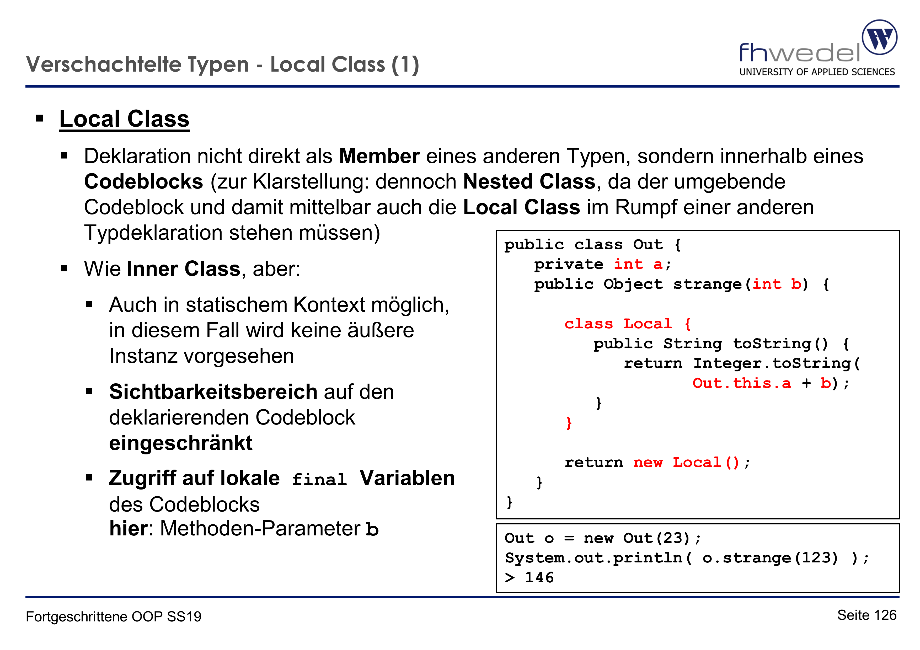 Verschachtelte Typen - Local Class (1)
fhwedel
UNIVERSITY OF APPLIED SCIENCES
W
▪ Local Class
▪ Deklaration nicht direkt als Member eines anderen Typen, sondern innerhalb eines
Codeblocks (zur Klarstellung: dennoch Nested Class, da der umgebende
Codeblock und damit mittelbar auch die Local Class im Rumpf einer anderen
Typdeklaration stehen müssen)
▪ Wie Inner Class, aber:
▪ Auch in statischem Kontext möglich,
in diesem Fall wird keine äußere
Instanz vorgesehen
▪ Sichtbarkeitsbereich auf den
deklarierenden Codeblock
eingeschränkt
▪ Zugriff auf lokale final Variablen
des Codeblocks
hier: Methoden-Parameter b
public class Out {
private int a;
public Object strange(int b) {
class Local {
public String toString() {
return Integer.toString(
Out.this.a + b);
}
}
return new Local();
}
}
Out o = new Out(23);
System.out.println( o.strange(123) );
> 146
Fortgeschrittene OOP SS19
Seite 126